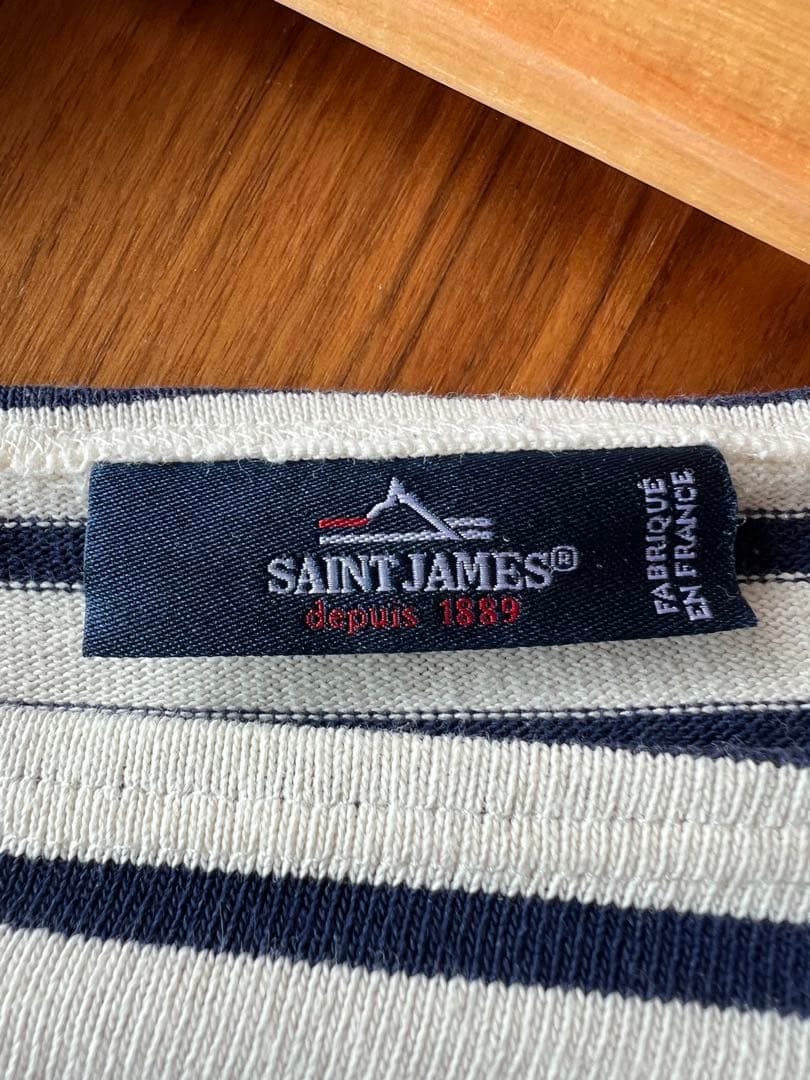 SAINT JAMES®
depuis 1889
FABRIQUÉ
EN FRANCE